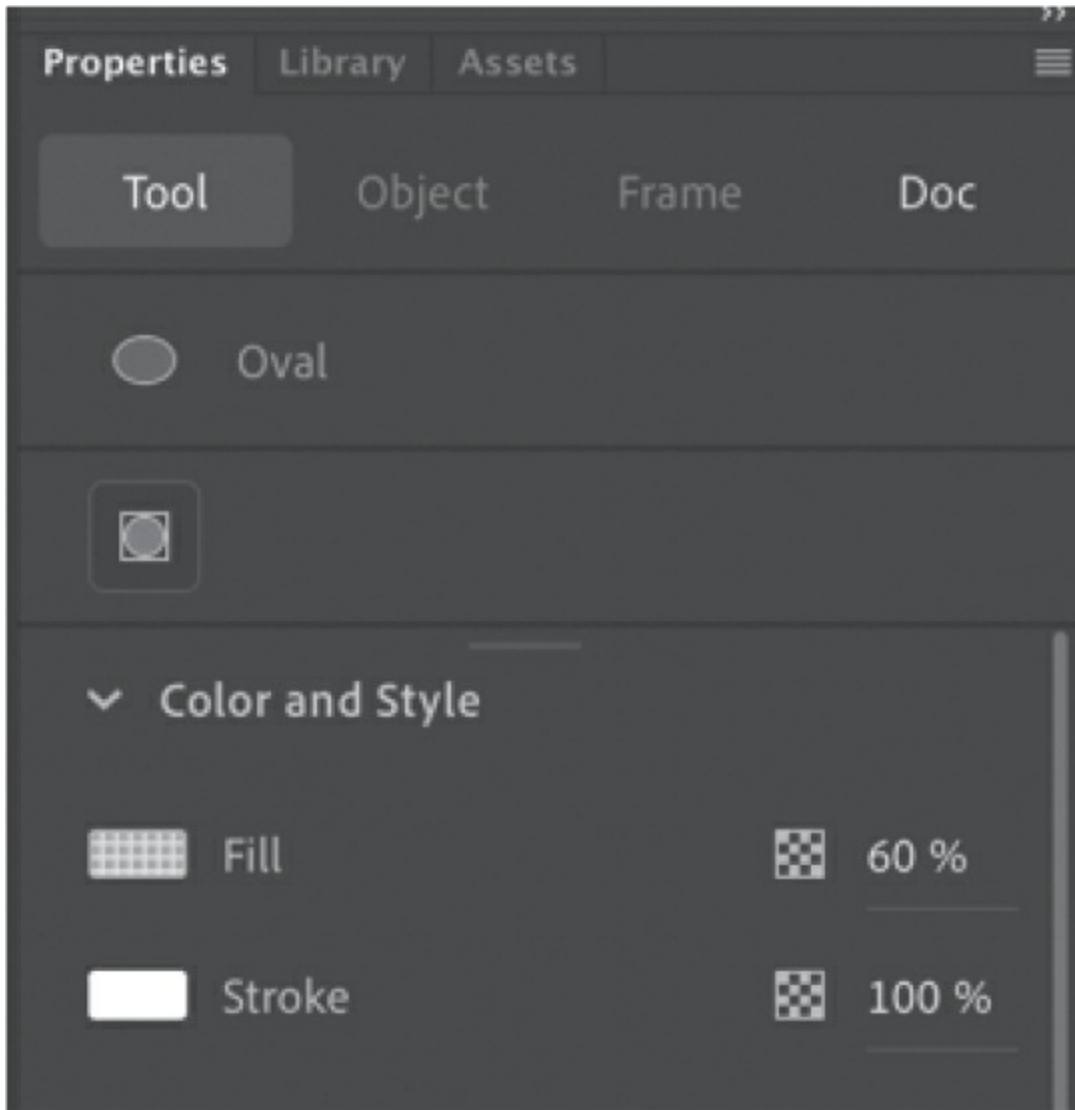 Properties Library Assets
Tool Object Frame Doc
Oval
Color and Style
Fill 60 %
Stroke 100 %